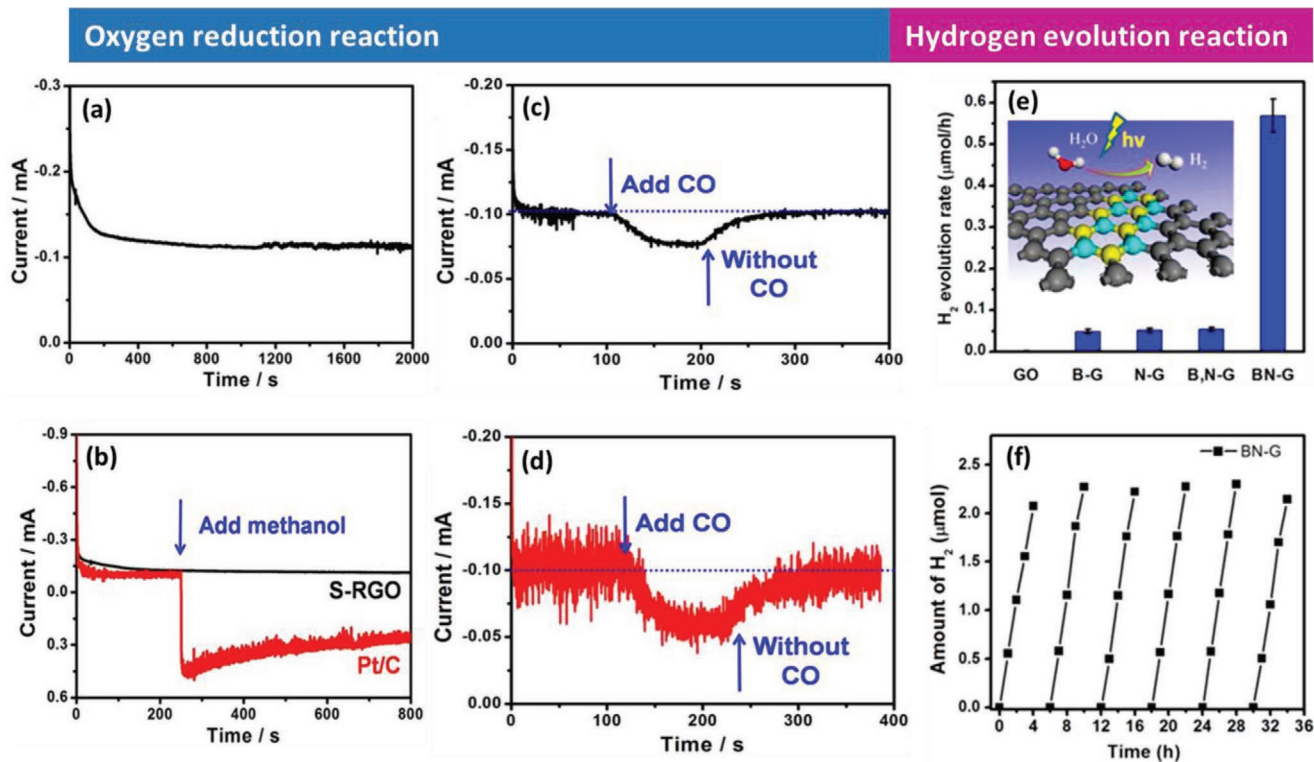 Oxygen reduction reaction
Hydrogen evolution reaction
(a)
-0.3
-0.2
-0.1
0.0
Current / mA
0 400 800 1200 1600 2000
Time / s
(c)
-0.20
-0.15
-0.10
-0.05
0.00
Current / mA
Add CO
Without
CO
0 100 200 300 400
Time / s
(e)
0.6
0.5
0.4
0.3
0.2
0.1
0.0
H₂ evolution rate (μmol/h)
H₂O
hν
H₂
GO B-G N-G B,N-G BN-G
(b)
-0.9
-0.6
-0.3
0.0
0.3
0.6
Current / mA
Add methanol
S-RGO
Pt/C
0 200 400 600 800
Time / s
(d)
-0.20
-0.15
-0.10
-0.05
0.00
Current / mA
Add CO
Without
CO
0 100 200 300 400
Time / s
(f)
BN-G
2.5
2.0
1.5
1.0
0.5
0.0
Amount of H₂ (μmol)
0 4 8 12 16 20 24 28 32 36
Time (h)